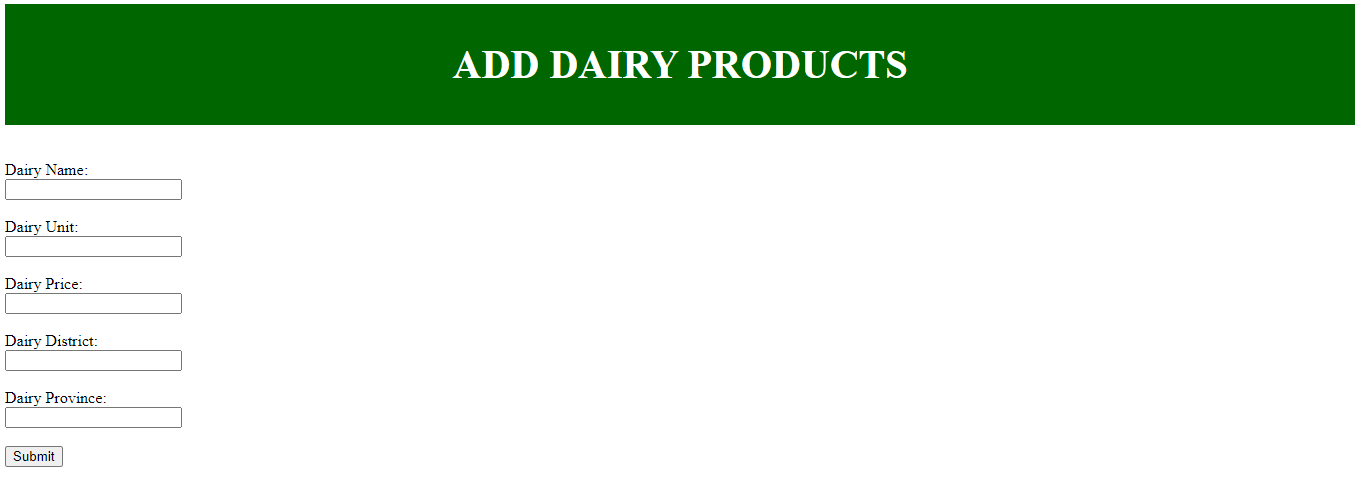 ADD DAIRY PRODUCTS
Dairy Name:
Dairy Unit:
Dairy Price:
Dairy District:
Dairy Province:
Submit